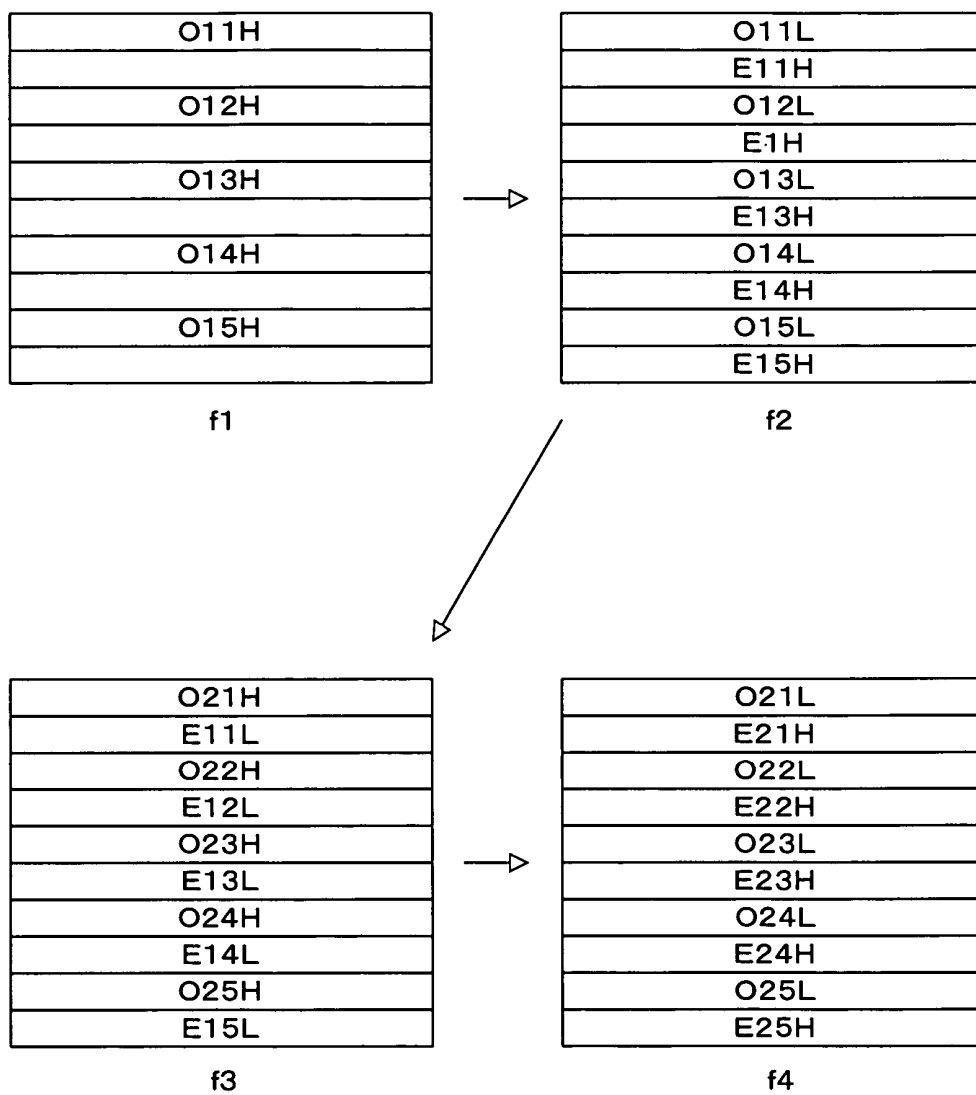 O11H
O12H
O13H
O14H
O15H
f1
O11L
E11H
O12L
E1H
O13L
E13H
O14L
E14H
O15L
E15H
f2
O21H
E11L
O22H
E12L
O23H
E13L
O24H
E14L
O25H
E15L
f3
O21L
E21H
O22L
E22H
O23L
E23H
O24L
E24H
O25L
E25H
f4